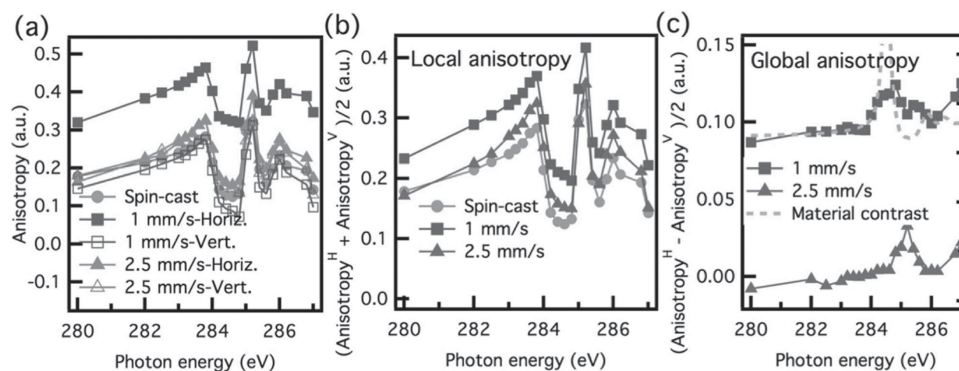 (a)
Anisotropy (a.u.)
0.5
0.4
0.3
0.2
0.1
0.0
-0.1
Spin-cast
1 mm/s-Horiz.
1 mm/s-Vert.
2.5 mm/s-Horiz.
2.5 mm/s-Vert.
280 282 284 286
Photon energy (eV)
(b)
Local anisotropy
(Anisotropy H + Anisotropy V )/2 (a.u.)
0.4
0.3
0.2
0.1
0.0
Spin-cast
1 mm/s
2.5 mm/s
280 282 284 286
Photon energy (eV)
(c)
Global anisotropy
(Anisotropy H - Anisotropy V )/2 (a.u.)
0.15
0.10
0.05
0.00
1 mm/s
2.5 mm/s
Material contrast
280 282 284 286
Photon energy (eV)